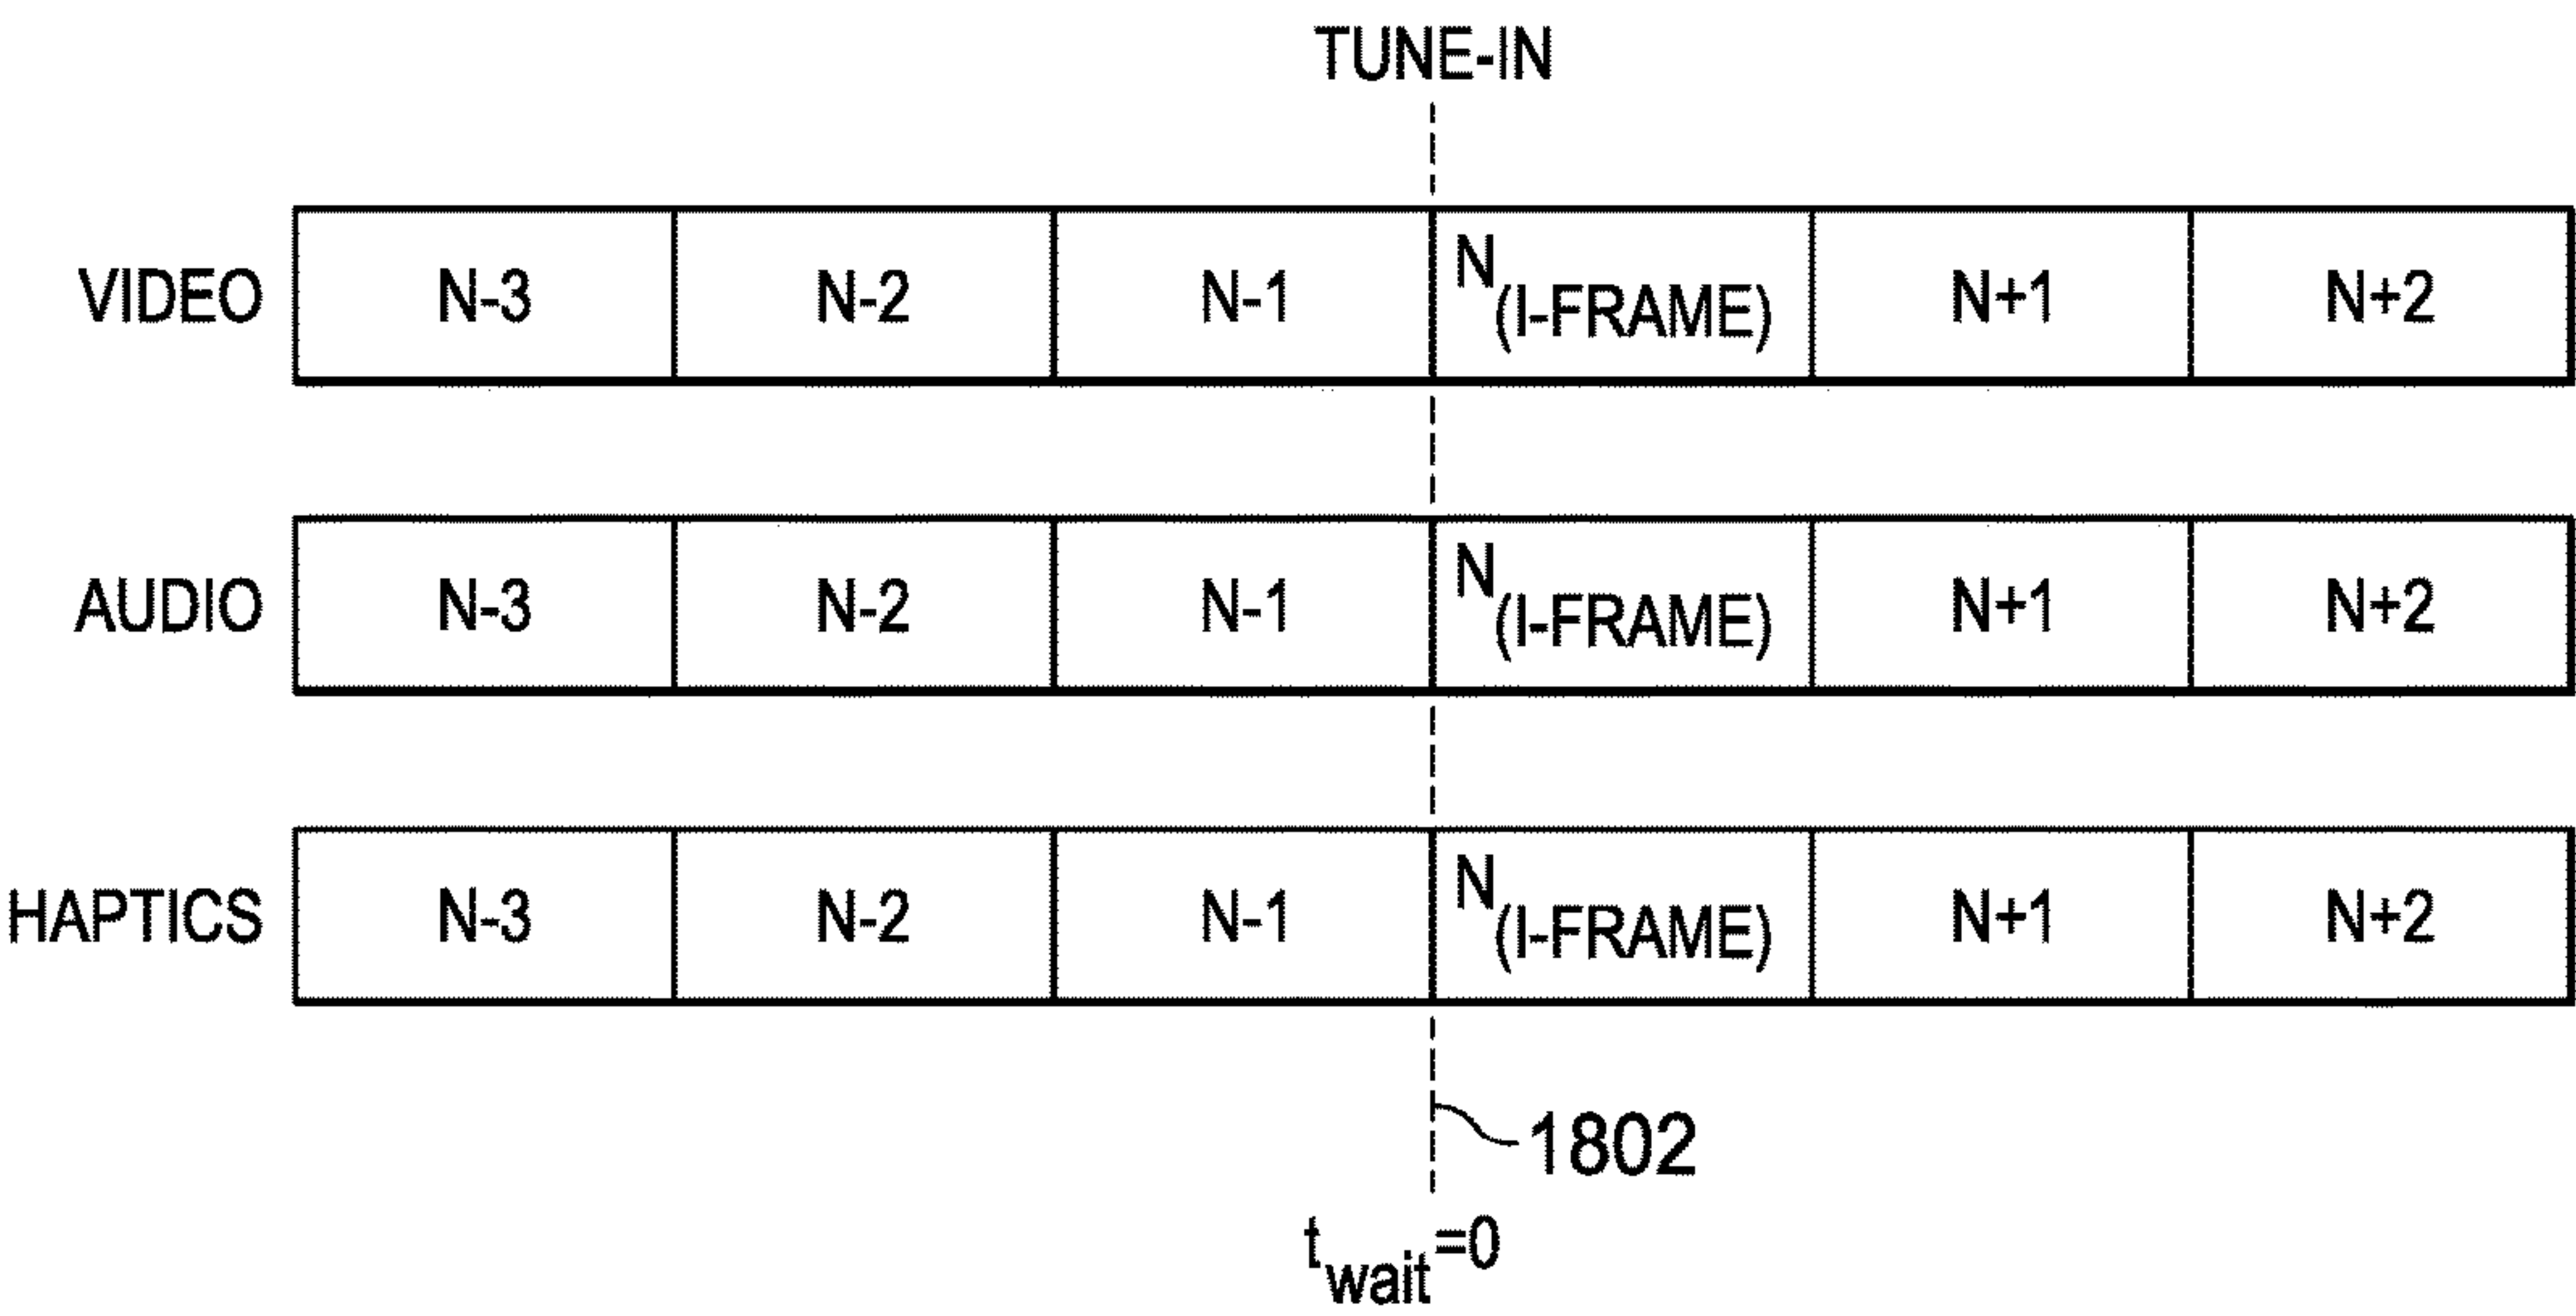 TUNE-IN
VIDEO N-3 N-2 N-1 N (I-FRAME) N+1 N+2
AUDIO N-3 N-2 N-1 N (I-FRAME) N+1 N+2
HAPTICS N-3 N-2 N-1 N (I-FRAME) N+1 N+2
1802
twait=0